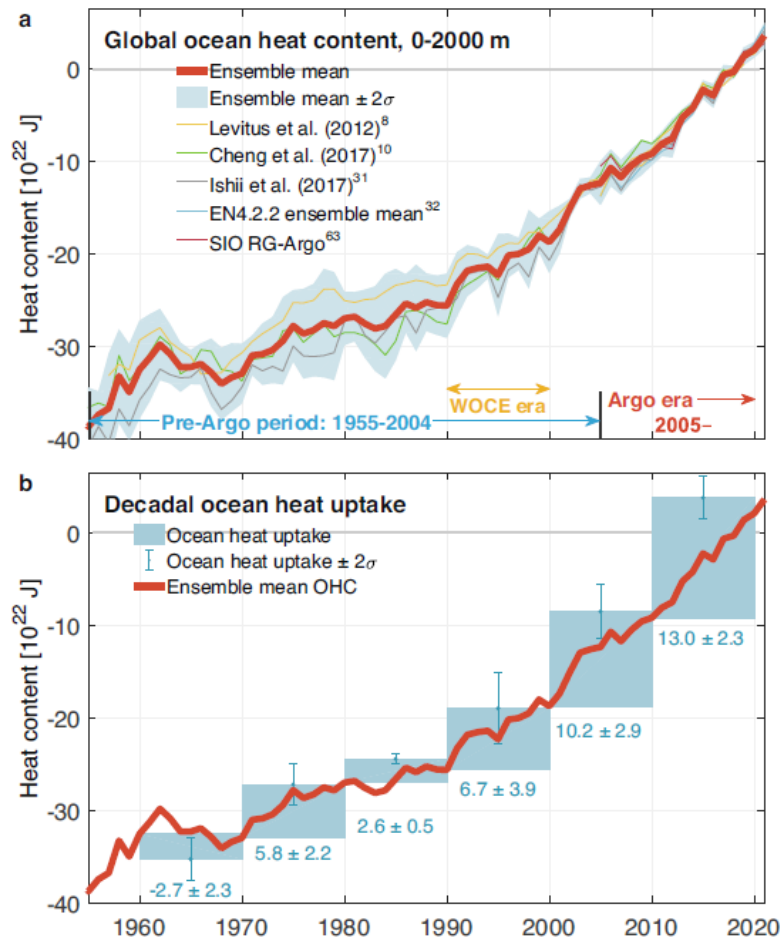 a
Global ocean heat content, 0-2000 m
Ensemble mean
Ensemble mean ± 2σ
Levitus et al. (2012)⁸
Cheng et al. (2017)¹⁰
Ishii et al. (2017)³¹
EN4.2.2 ensemble mean³²
SIO RG-Argo⁶³
Heat content [10²² J]
0
-10
-20
-30
-40
WOCE era
Argo era
Pre-Argo period: 1955-2004
2005–
b
Decadal ocean heat uptake
Ocean heat uptake
Ocean heat uptake ± 2σ
Ensemble mean OHC
Heat content [10²² J]
0
-10
-20
-30
-40
13.0 ± 2.3
10.2 ± 2.9
6.7 ± 3.9
2.6 ± 0.5
5.8 ± 2.2
-2.7 ± 2.3
1960 1970 1980 1990 2000 2010 2020